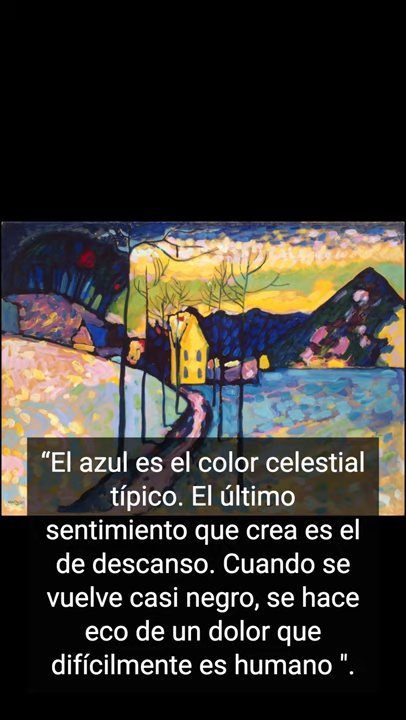 “El azul es el color celestial
típico. El último
sentimiento que crea es el
de descanso. Cuando se
vuelve casi negro, se hace
eco de un dolor que
difícilmente es humano ".